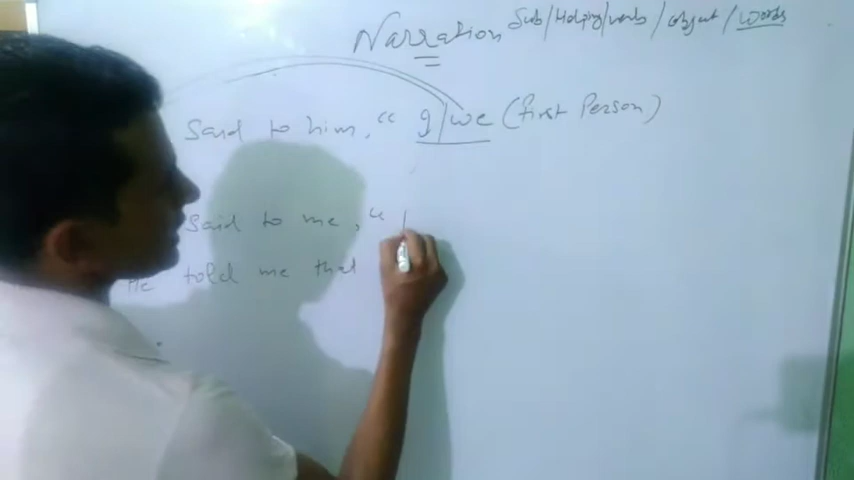 Narration Sub/Helping/verb/object/words
Said to him, “ I/we (first Person)
Said to me, “
He told me that